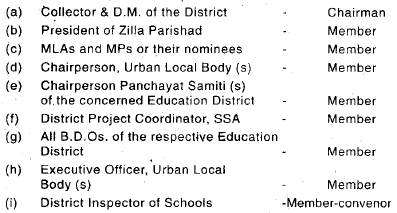 (a) Collector & D.M. of the District - Chairman
(b) President of Zilla Parishad - Member
(c) MLAs and MPs or their nominees - Member
(d) Chairperson, Urban Local Body (s) - Member
(e) Chairperson Panchayat Samiti (s)
of the concerned Education District - Member
(f) District Project Coordinator, SSA - Member
(g) All B.D.Os. of the respective Education
District - Member
(h) Executive Officer, Urban Local
Body (s) - Member
(i) District Inspector of Schools -Member-convenor